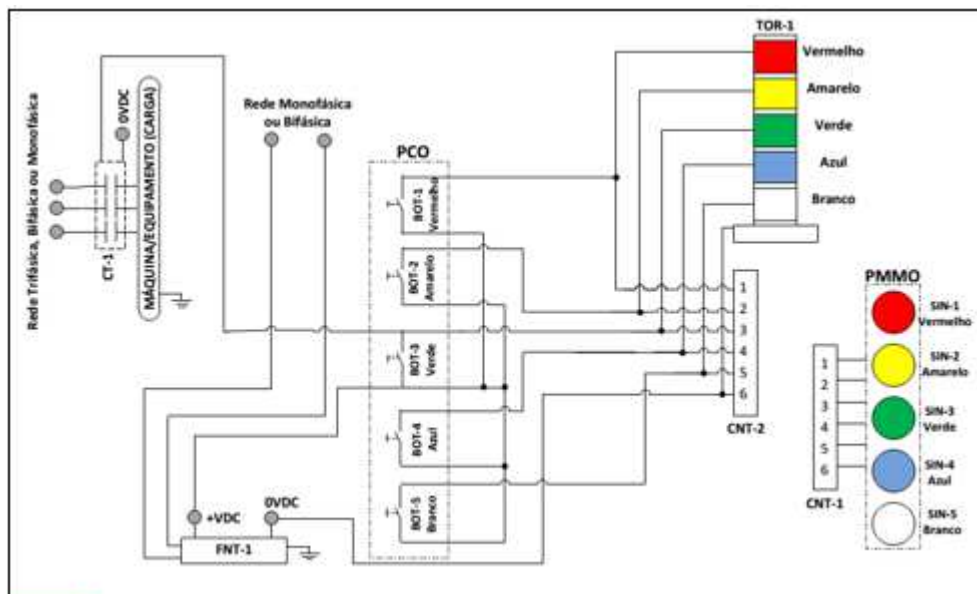 TOR-1
Vermelho
Amarelo
Verde
Azul
Branco
Rede Trifásica, Bifásica ou Monofásica
0VDC
CT-1
MÁQUINA/EQUIPAMENTO (CARGA)
Rede Monofásica
ou Bifásica
PCO
BOT-1
Vermelho
BOT-2
Amarelo
BOT-3
Verde
BOT-4
Azul
BOT-5
Branco
+VDC
0VDC
FNT-1
1
2
3
4
5
6
CNT-2
PMMO
1
2
3
4
5
6
CNT-1
SIN-1
Vermelho
SIN-2
Amarelo
SIN-3
Verde
SIN-4
Azul
SIN-5
Branco